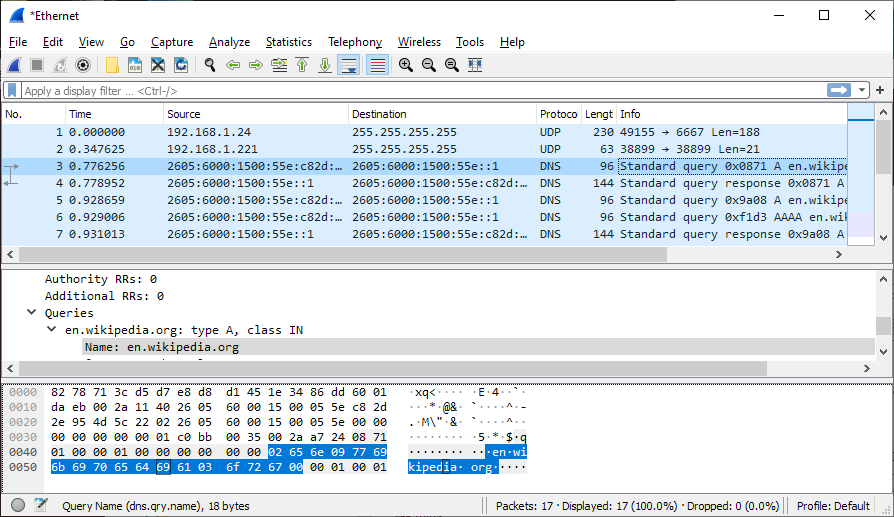 *Ethernet
File Edit View Go Capture Analyze Statistics Telephony Wireless Tools Help
Apply a display filter ... <Ctrl-/>
No. Time Source Destination Protoco Lengt Info
1 0.000000 192.168.1.24 255.255.255.255 UDP 230 49155 → 6667 Len=188
2 0.347625 192.168.1.221 255.255.255.255 UDP 63 38899 → 38899 Len=21
3 0.776256 2605:6000:1500:55e:c82d:… 2605:6000:1500:55e::1 DNS 96 Standard query 0x0871 A en.wikipe
4 0.778952 2605:6000:1500:55e::1 2605:6000:1500:55e:c82d:… DNS 144 Standard query response 0x0871 A
5 0.928659 2605:6000:1500:55e:c82d:… 2605:6000:1500:55e::1 DNS 96 Standard query 0x9a08 A en.wikip
6 0.929006 2605:6000:1500:55e:c82d:… 2605:6000:1500:55e::1 DNS 96 Standard query 0xf1d3 AAAA en.wik
7 0.931013 2605:6000:1500:55e::1 2605:6000:1500:55e:c82d:… DNS 144 Standard query response 0x9a08 A
Authority RRs: 0
Additional RRs: 0
Queries
en.wikipedia.org: type A, class IN
Name: en.wikipedia.org
0000 82 78 71 3c d5 d7 e8 d8 d1 45 1e 34 86 dd 60 01 ·xq<···· ·E·4··`·
0010 da eb 00 2a 11 40 26 05 60 00 15 00 05 5e c8 2d ···*·@&· `····^·-
0020 2e 95 4d 5c 22 02 26 05 60 00 15 00 05 5e 00 00 .·M\"·&· `····^··
0030 00 00 00 00 00 01 c0 bb 00 35 00 2a a7 24 08 71 ········ ·5·*·$·q
0040 01 00 00 01 00 00 00 00 00 00 02 65 6e 09 77 69 ········ ···en·wi
0050 6b 69 70 65 64 69 61 03 6f 72 67 00 00 01 00 01 kipedia· org·····
Query Name (dns.qry.name), 18 bytes
Packets: 17 · Displayed: 17 (100.0%) · Dropped: 0 (0.0%)
Profile: Default